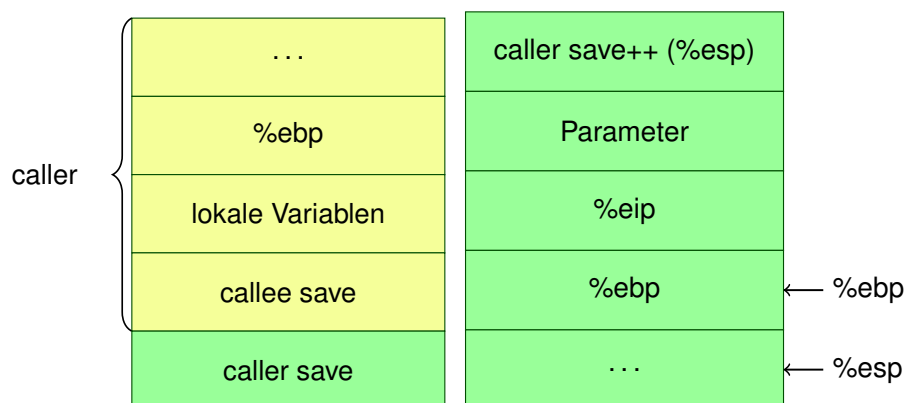 caller
. . .
%ebp
lokale Variablen
callee save
caller save
caller save++ (%esp)
Parameter
%eip
%ebp
. . .
%ebp
%esp